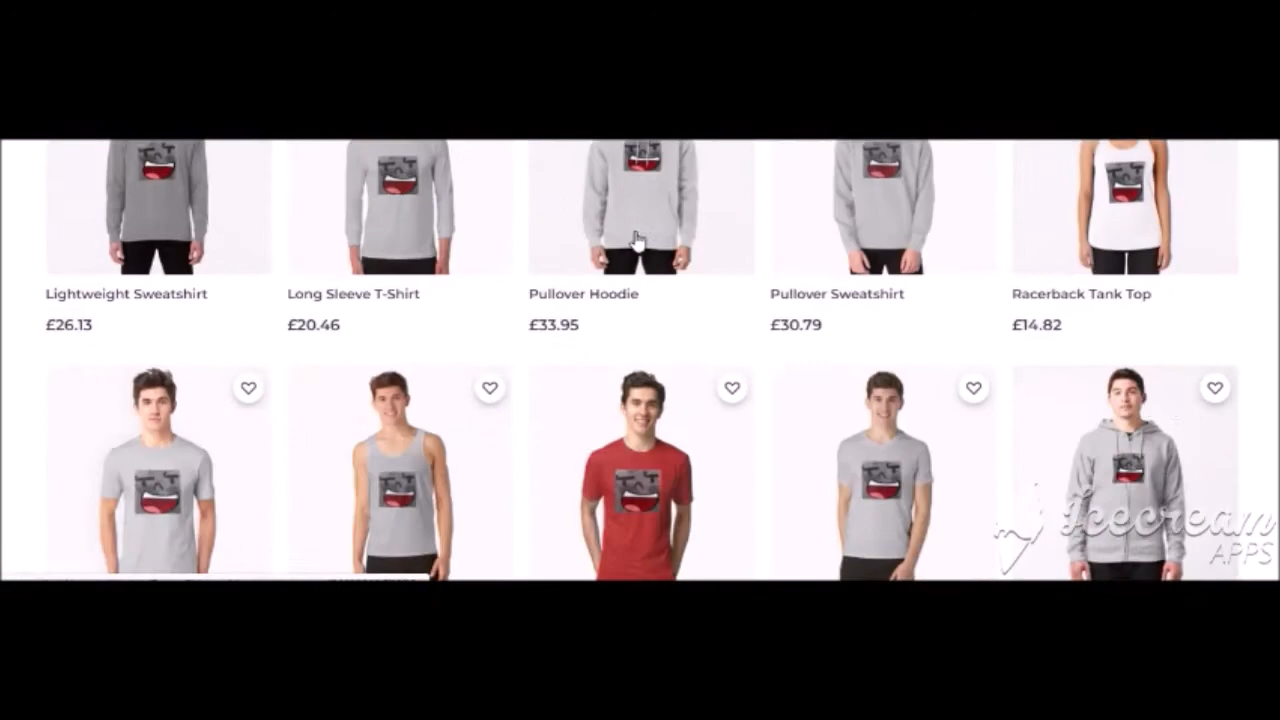 Lightweight Sweatshirt
Long Sleeve T-Shirt
Pullover Hoodie
Pullover Sweatshirt
Racerback Tank Top
£26.13
£20.46
£33.95
£30.79
£14.82
Icecream
APPS